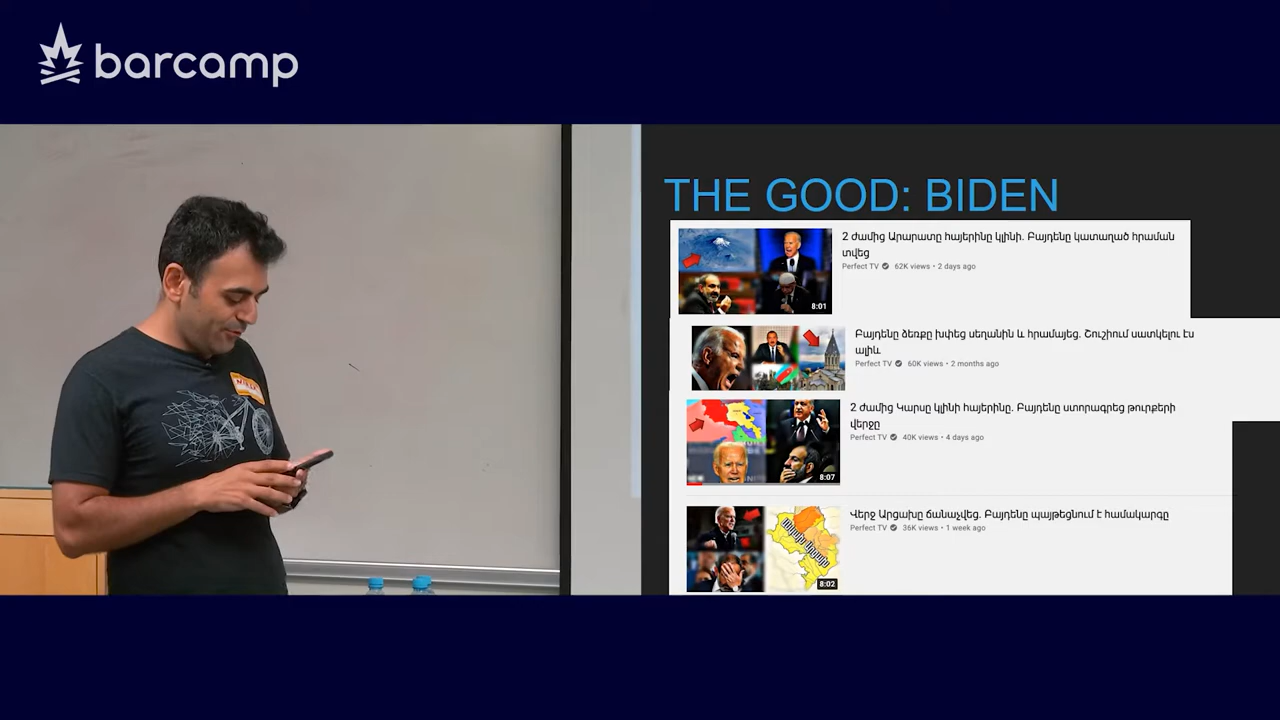 barcamp
THE GOOD: BIDEN
2 ժամից Արարատը հայերինը կլինի. Բայդենը կատաղած հրաման
տվեց
Perfect TV 62K views • 2 days ago
8:01
Բայդենը ձեռքը խփեց սեղանին և հրամայեց. Շուշիում սատկելու էս
ալիև.
Perfect TV 60K views • 2 months ago
2 ժամից Կարսը կլինի հայերինը. Բայդենը ստորագրեց թուրքերի
վերջը
Perfect TV 40K views • 4 days ago
8:07
Վերջ Արցախը ճանաչվեց. Բայդենը պայթեցնում է համակարգը
Perfect TV 36K views • 1 week ago
8:02